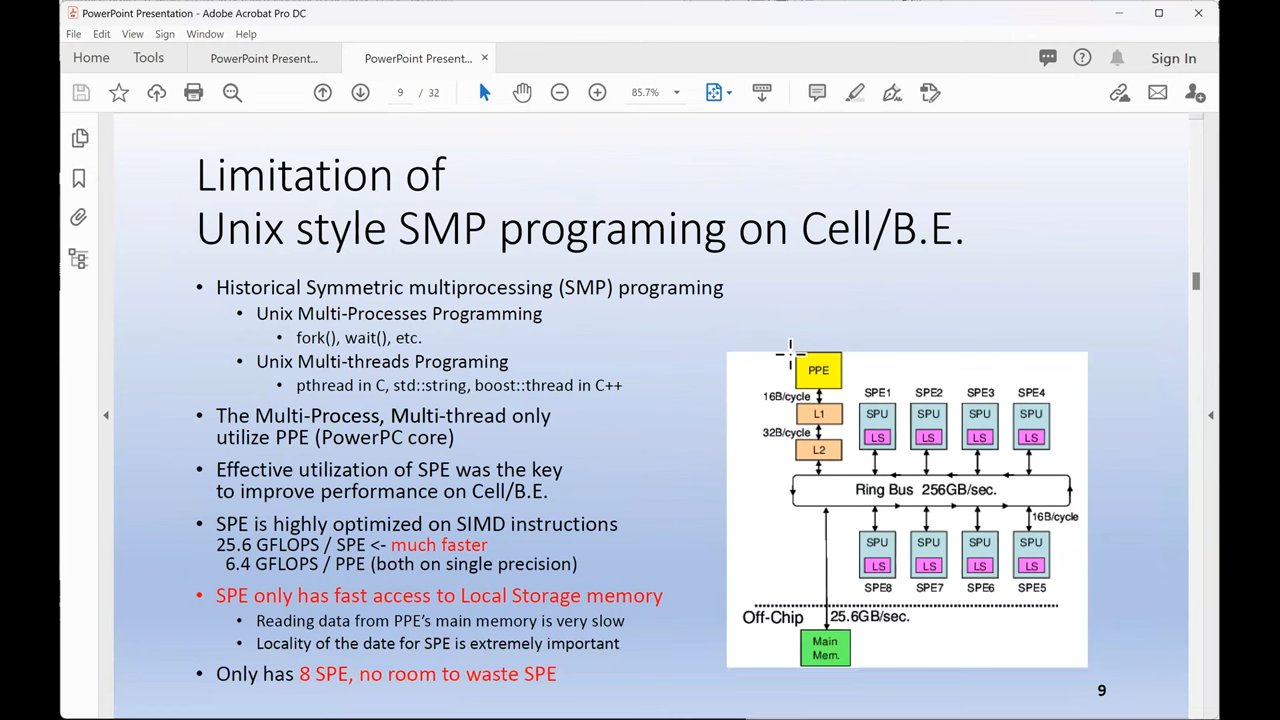 PowerPoint Presentation - Adobe Acrobat Pro DC
File Edit View Sign Window Help
Home Tools PowerPoint Present... PowerPoint Present... × Sign In
9 / 32 85.7%
Limitation of
Unix style SMP programing on Cell/B.E.
• Historical Symmetric multiprocessing (SMP) programing
• Unix Multi-Processes Programming
• fork(), wait(), etc.
• Unix Multi-threads Programing
• pthread in C, std::string, boost::thread in C++
• The Multi-Process, Multi-thread only
utilize PPE (PowerPC core)
• Effective utilization of SPE was the key
to improve performance on Cell/B.E.
• SPE is highly optimized on SIMD instructions
25.6 GFLOPS / SPE <- much faster
6.4 GFLOPS / PPE (both on single precision)
• SPE only has fast access to Local Storage memory
• Reading data from PPE's main memory is very slow
• Locality of the date for SPE is extremely important
• Only has 8 SPE, no room to waste SPE
PPE
16B/cycle
L1
32B/cycle
L2
SPE1 SPE2 SPE3 SPE4
SPU SPU SPU SPU
LS LS LS LS
Ring Bus 256GB/sec.
16B/cycle
SPU SPU SPU SPU
LS LS LS LS
SPE8 SPE7 SPE6 SPE5
Off-Chip 25.6GB/sec.
Main
Mem.
9